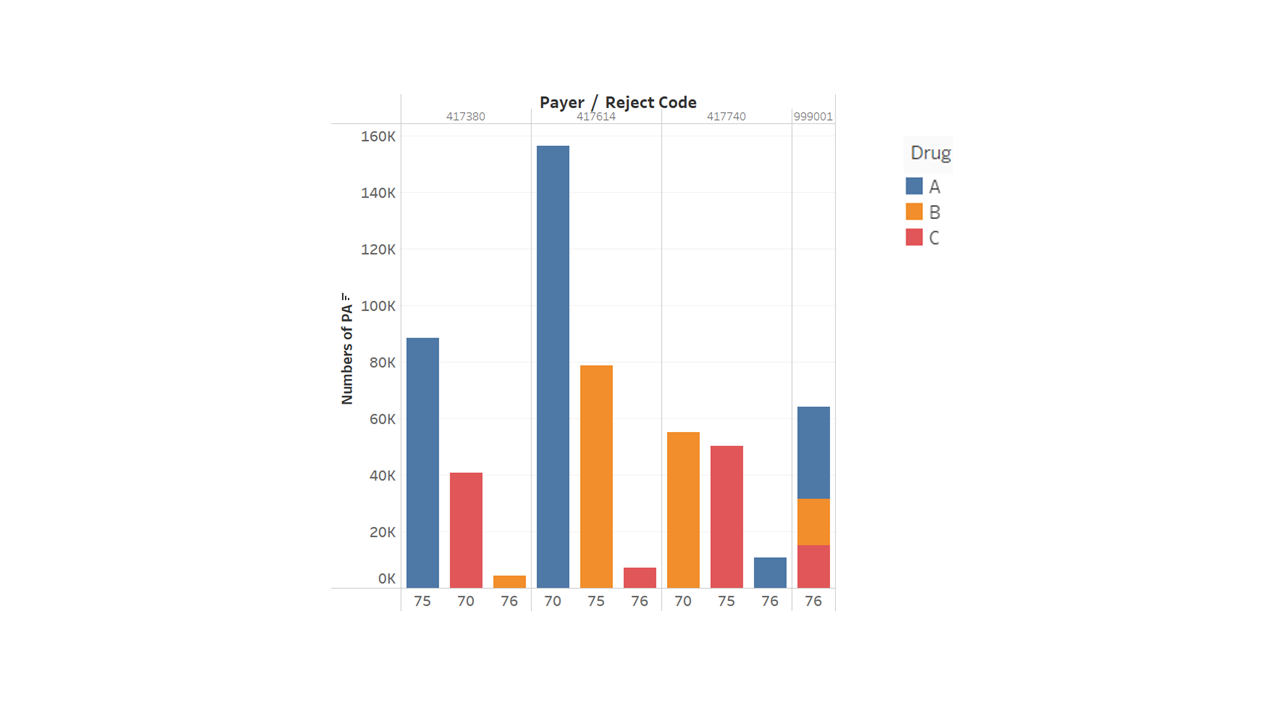 Payer / Reject Code
417380 417614 417740 999001
Numbers of PA
160K
140K
120K
100K
80K
60K
40K
20K
0K
75 70 76 70 75 76 70 75 76 76
Drug
A
B
C